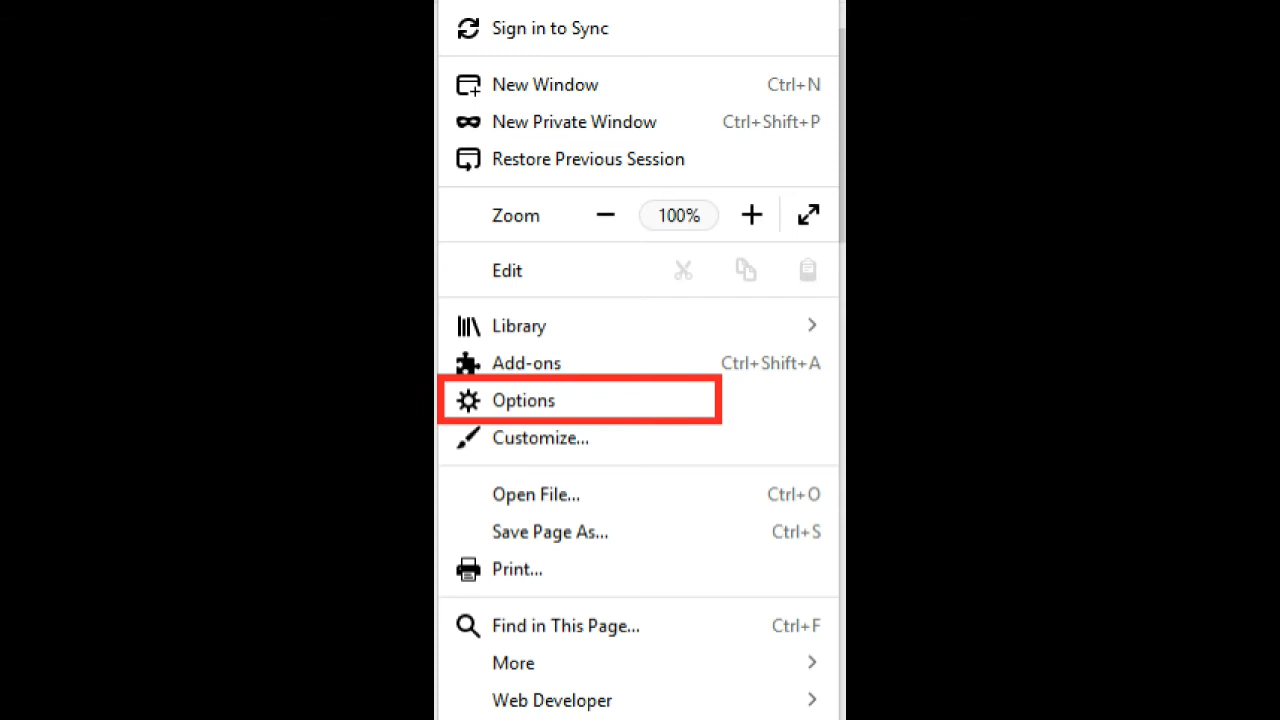 Sign in to Sync
New Window Ctrl+N
New Private Window Ctrl+Shift+P
Restore Previous Session
Zoom 100%
Edit
Library
Add-ons Ctrl+Shift+A
Options
Customize...
Open File... Ctrl+O
Save Page As... Ctrl+S
Print...
Find in This Page... Ctrl+F
More
Web Developer